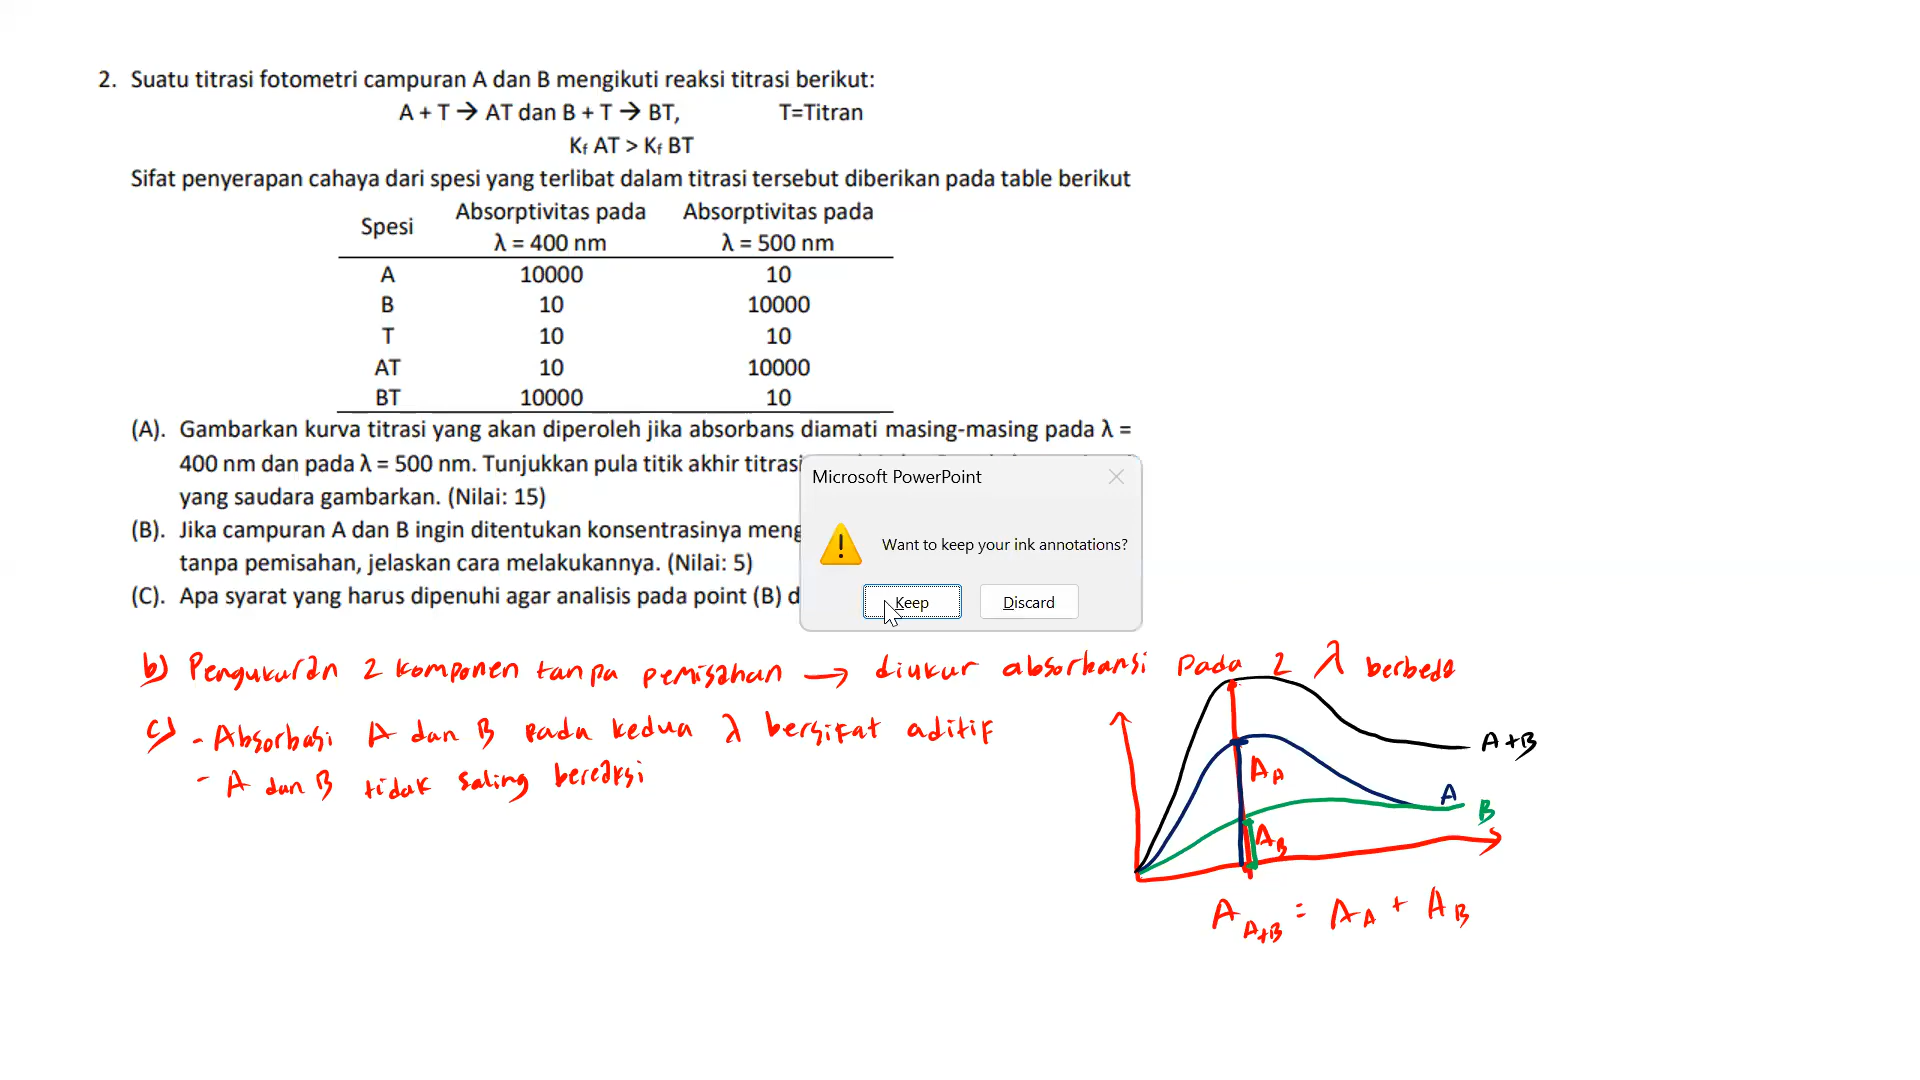 2. Suatu titrasi fotometri campuran A dan B mengikuti reaksi titrasi berikut:
A + T → AT dan B + T → BT, T=Titran
Kf AT > Kf BT
Sifat penyerapan cahaya dari spesi yang terlibat dalam titrasi tersebut diberikan pada table berikut
Spesi Absorptivitas pada λ = 400 nm Absorptivitas pada λ = 500 nm
A 10000 10
B 10 10000
T 10 10
AT 10 10000
BT 10000 10
(A). Gambarkan kurva titrasi yang akan diperoleh jika absorbans diamati masing-masing pada λ =
400 nm dan pada λ = 500 nm. Tunjukkan pula titik akhir titrasi
yang saudara gambarkan. (Nilai: 15)
(B). Jika campuran A dan B ingin ditentukan konsentrasinya meng
tanpa pemisahan, jelaskan cara melakukannya. (Nilai: 5)
(C). Apa syarat yang harus dipenuhi agar analisis pada point (B) d
Microsoft PowerPoint
Want to keep your ink annotations?
Keep Discard
b) Pengukuran 2 komponen tanpa pemisahan → diukur absorbansi pada 2 λ berbeda
c) - Absorbasi A dan B pada kedua λ bersifat aditif
- A dan B tidak saling bereaksi
A+B
A_A
A
B
A_B
A_A+B = A_A + A_B